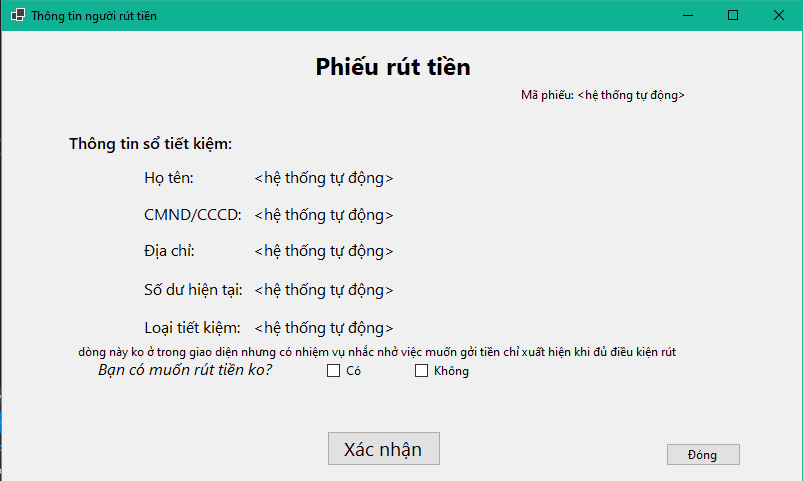 Thông tin người rút tiền
Phiếu rút tiền
Mã phiếu: <hệ thống tự động>
Thông tin sổ tiết kiệm:
Họ tên: <hệ thống tự động>
CMND/CCCD: <hệ thống tự động>
Địa chỉ: <hệ thống tự động>
Số dư hiện tại: <hệ thống tự động>
Loại tiết kiệm: <hệ thống tự động>
dòng này ko ở trong giao diện nhưng có nhiệm vụ nhắc nhở việc muốn gởi tiền chỉ xuất hiện khi đủ điều kiện rút
Bạn có muốn rút tiền ko? Có Không
Xác nhận
Đóng